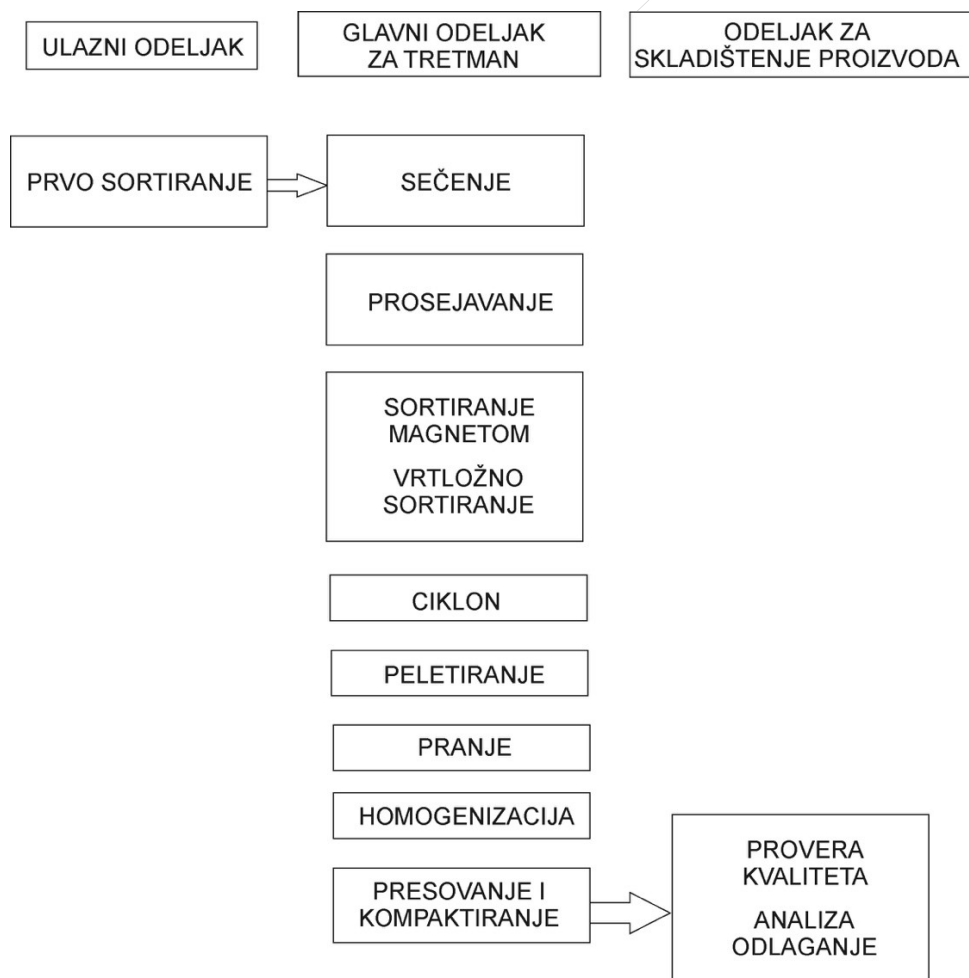 ULAZNI ODELJAK
GLAVNI ODELJAK
ZA TRETMAN
ODELJAK ZA
SKLADIŠTENJE PROIZVODA
PRVO SORTIRANJE
SEČENJE
PROSEJAVANJE
SORTIRANJE
MAGNETOM
VRTLOŽNO
SORTIRANJE
CIKLON
PELETIRANJE
PRANJE
HOMOGENIZACIJA
PRESOVANJE I
KOMPAKTIRANJE
PROVERA
KVALITETA
ANALIZA
ODLAGANJE